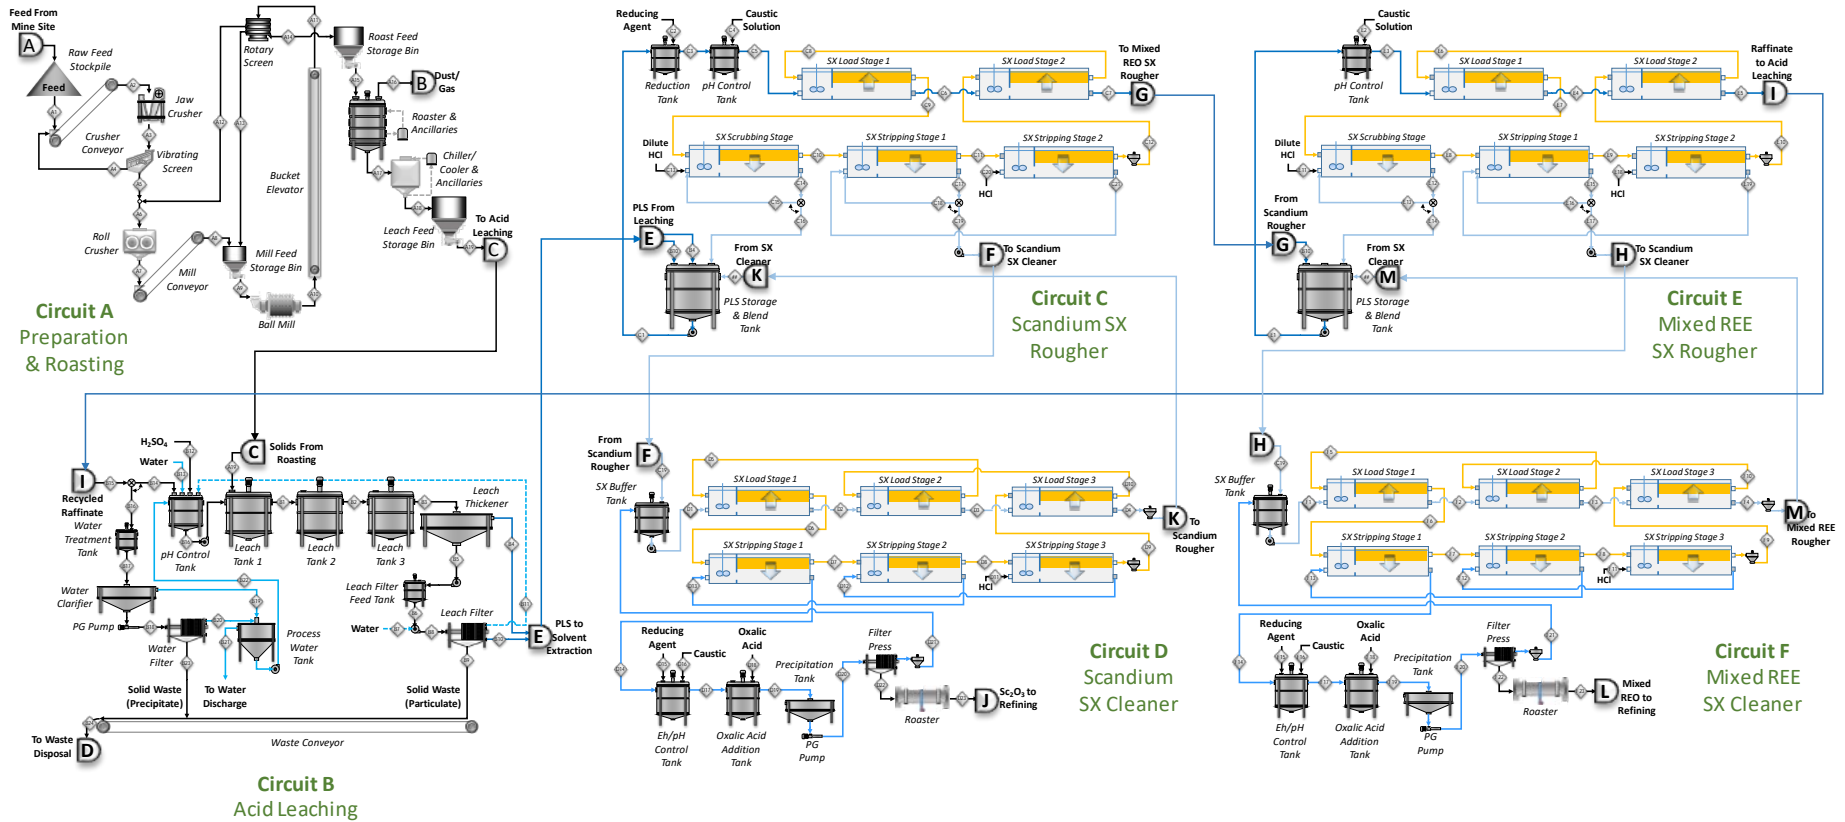 Feed From
Mine Site
A
Raw Feed
Stockpile
Feed
Jaw
Crusher
Crusher
Conveyor
Vibrating
Screen
Roll
Crusher
Mill
Conveyor
Mill Feed
Storage Bin
Ball Mill
Bucket
Elevator
Rotary
Screen
Roast Feed
Storage Bin
B
Dust/
Gas
Roaster &
Ancillaries
Chiller/
Cooler &
Ancillaries
Leach Feed
Storage Bin
To Acid
Leaching
C
Circuit A
Preparation
& Roasting
Reducing
Agent
Caustic
Solution
Reduction
Tank
pH Control
Tank
SX Load Stage 1
SX Load Stage 2
To Mixed
REO SX
Rougher
G
Dilute
HCl
SX Scrubbing Stage
SX Stripping Stage 1
SX Stripping Stage 2
HCl
PLS From
Leaching
E
From SX
Cleaner
K
PLS Storage
& Blend
Tank
F
To Scandium
SX Cleaner
Circuit C
Scandium SX
Rougher
Caustic
Solution
pH Control
Tank
SX Load Stage 1
SX Load Stage 2
Raffinate
to Acid
Leaching
I
Dilute
HCl
SX Scrubbing Stage
SX Stripping Stage 1
SX Stripping Stage 2
HCl
From
Scandium
Rougher
G
From SX
Cleaner
M
PLS Storage
& Blend
Tank
H
To Scandium
SX Cleaner
Circuit E
Mixed REE
SX Rougher
H₂SO₄
Water
C
Solids From
Roasting
I
Recycled
Raffinate
Water
Treatment
Tank
pH Control
Tank
Leach
Tank 1
Leach
Tank 2
Leach
Tank 3
Leach
Thickener
Water
Clarifier
PG Pump
Water
Filter
Process
Water
Tank
Leach Filter
Feed Tank
Water
Leach Filter
E
PLS to
Solvent
Extraction
To Water
Discharge
Solid Waste
(Precipitate)
Solid Waste
(Particulate)
Waste Conveyor
To Waste
Disposal
D
Circuit B
Acid Leaching
From
Scandium
Rougher
F
SX Buffer
Tank
SX Load Stage 1
SX Load Stage 2
SX Load Stage 3
K
To
Scandium
Rougher
SX Stripping Stage 1
SX Stripping Stage 2
SX Stripping Stage 3
HCl
Reducing
Agent
Caustic
Oxalic
Acid
Precipitation
Tank
Filter
Press
Roaster
J
Sc₂O₃ to
Refining
Eh/pH
Control
Tank
Oxalic Acid
Addition
Tank
PG
Pump
Circuit D
Scandium
SX Cleaner
H
SX Buffer
Tank
SX Load Stage 1
SX Load Stage 2
SX Load Stage 3
M
To
Mixed REE
Rougher
SX Stripping Stage 1
SX Stripping Stage 2
SX Stripping Stage 3
HCl
Reducing
Agent
Caustic
Oxalic
Acid
Precipitation
Tank
Filter
Press
Roaster
L
Mixed
REO to
Refining
Eh/pH
Control
Tank
Oxalic Acid
Addition
Tank
PG
Pump
Circuit F
Mixed REE
SX Cleaner